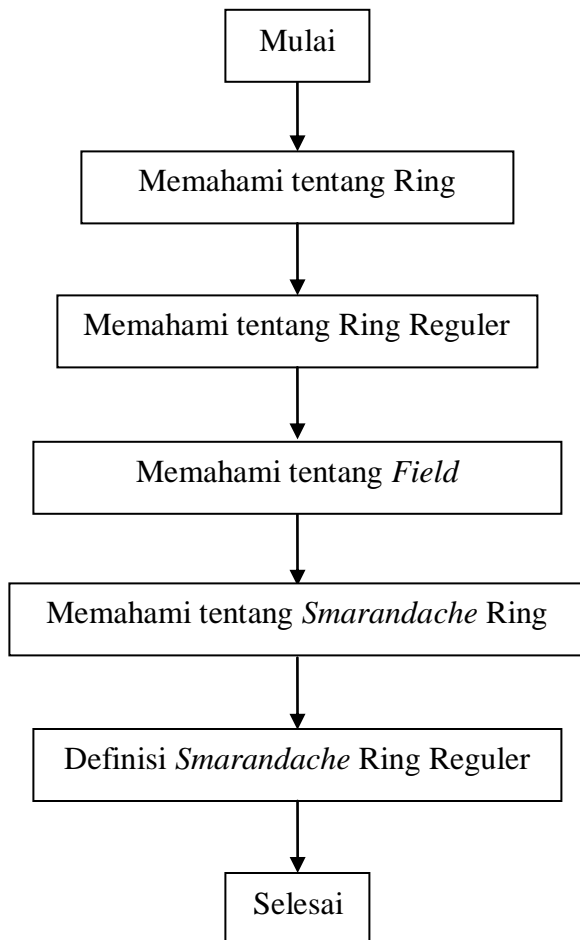 Mulai
Memahami tentang Ring
Memahami tentang Ring Reguler
Memahami tentang Field
Memahami tentang Smarandache Ring
Definisi Smarandache Ring Reguler
Selesai